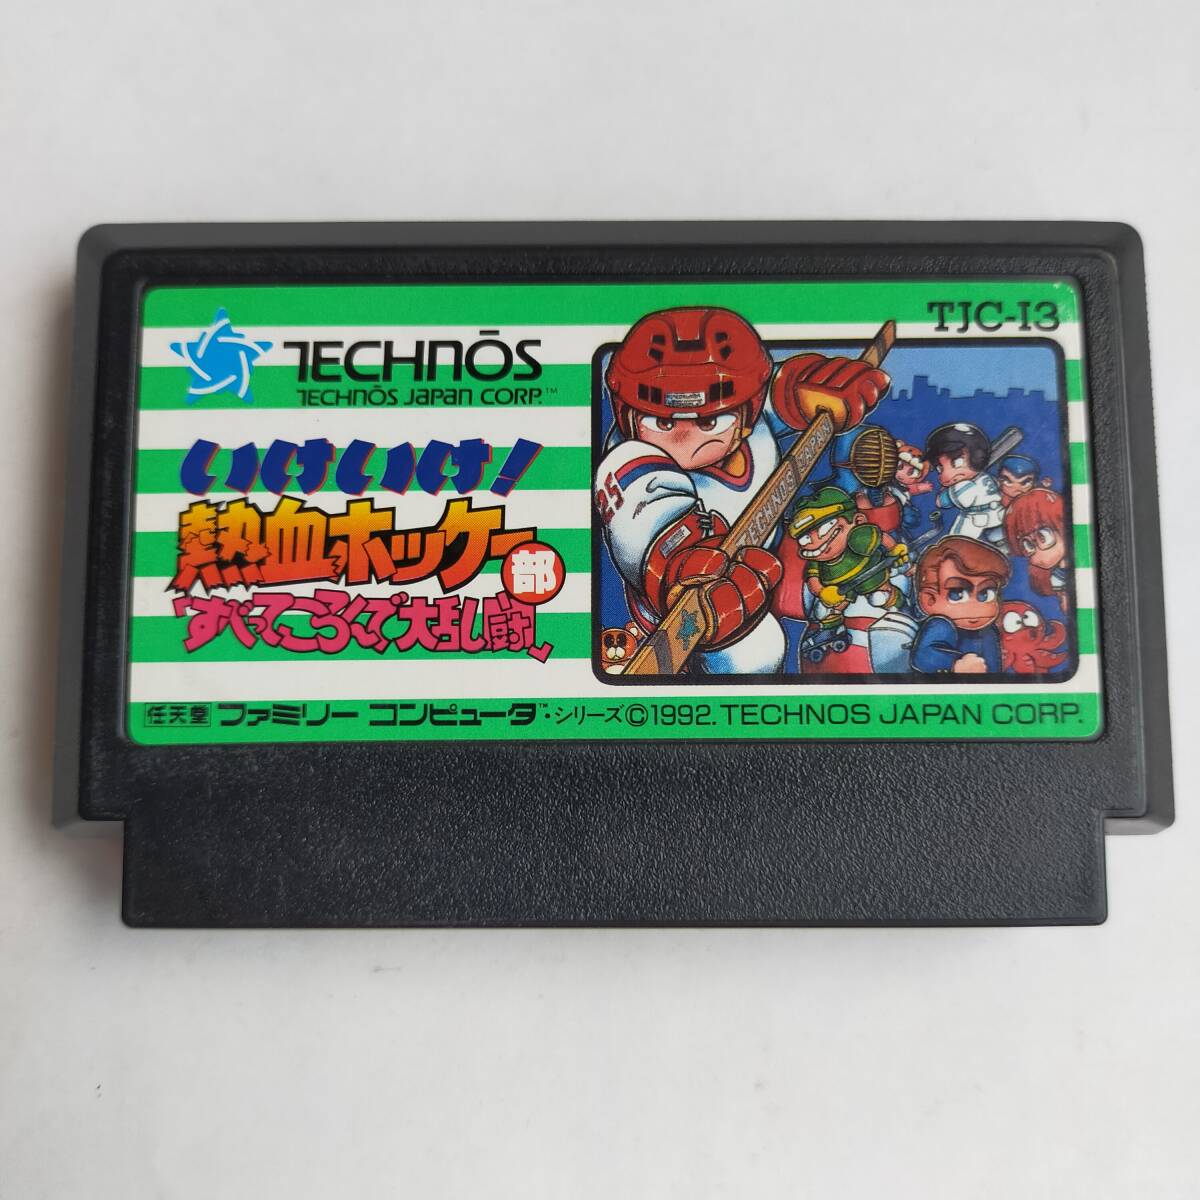 TECHNŌS
TECHNŌS JAPAN CORP.™
TJC-I3
いけいけ!
熱血ホッケー部
「すべってころんで大乱闘」
25
TECHNOS JAPAN
任天堂 ファミリー コンピュータ™・シリーズ©1992. TECHNOS JAPAN CORP.